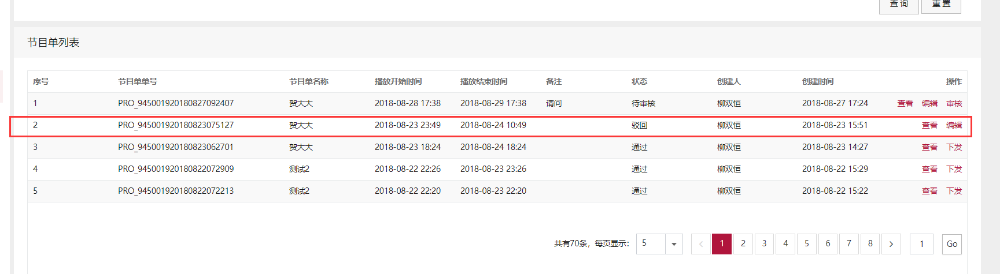 查 询 重 置
节目单列表
序号 节目单单号 节目单名称 播放开始时间 播放结束时间 备注 状态 创建人 创建时间 操作
1 PRO_945001920180827092407 贺大大 2018-08-28 17:38 2018-08-29 17:38 请问 待审核 柳双恒 2018-08-27 17:24 查看 编辑 审核
2 PRO_945001920180823075127 贺大大 2018-08-23 23:49 2018-08-24 10:49 驳回 柳双恒 2018-08-23 15:51 查看 编辑
3 PRO_945001920180823062701 贺大大 2018-08-23 18:24 2018-08-24 18:24 通过 柳双恒 2018-08-23 14:27 查看 下发
4 PRO_945001920180822072909 测试2 2018-08-22 22:26 2018-08-23 23:26 通过 柳双恒 2018-08-22 15:29 查看 下发
5 PRO_945001920180822072213 测试2 2018-08-22 22:20 2018-08-23 22:20 通过 柳双恒 2018-08-22 15:22 查看 下发
共有70条，每页显示： 5 < 1 2 3 4 5 6 7 8 > 1 Go